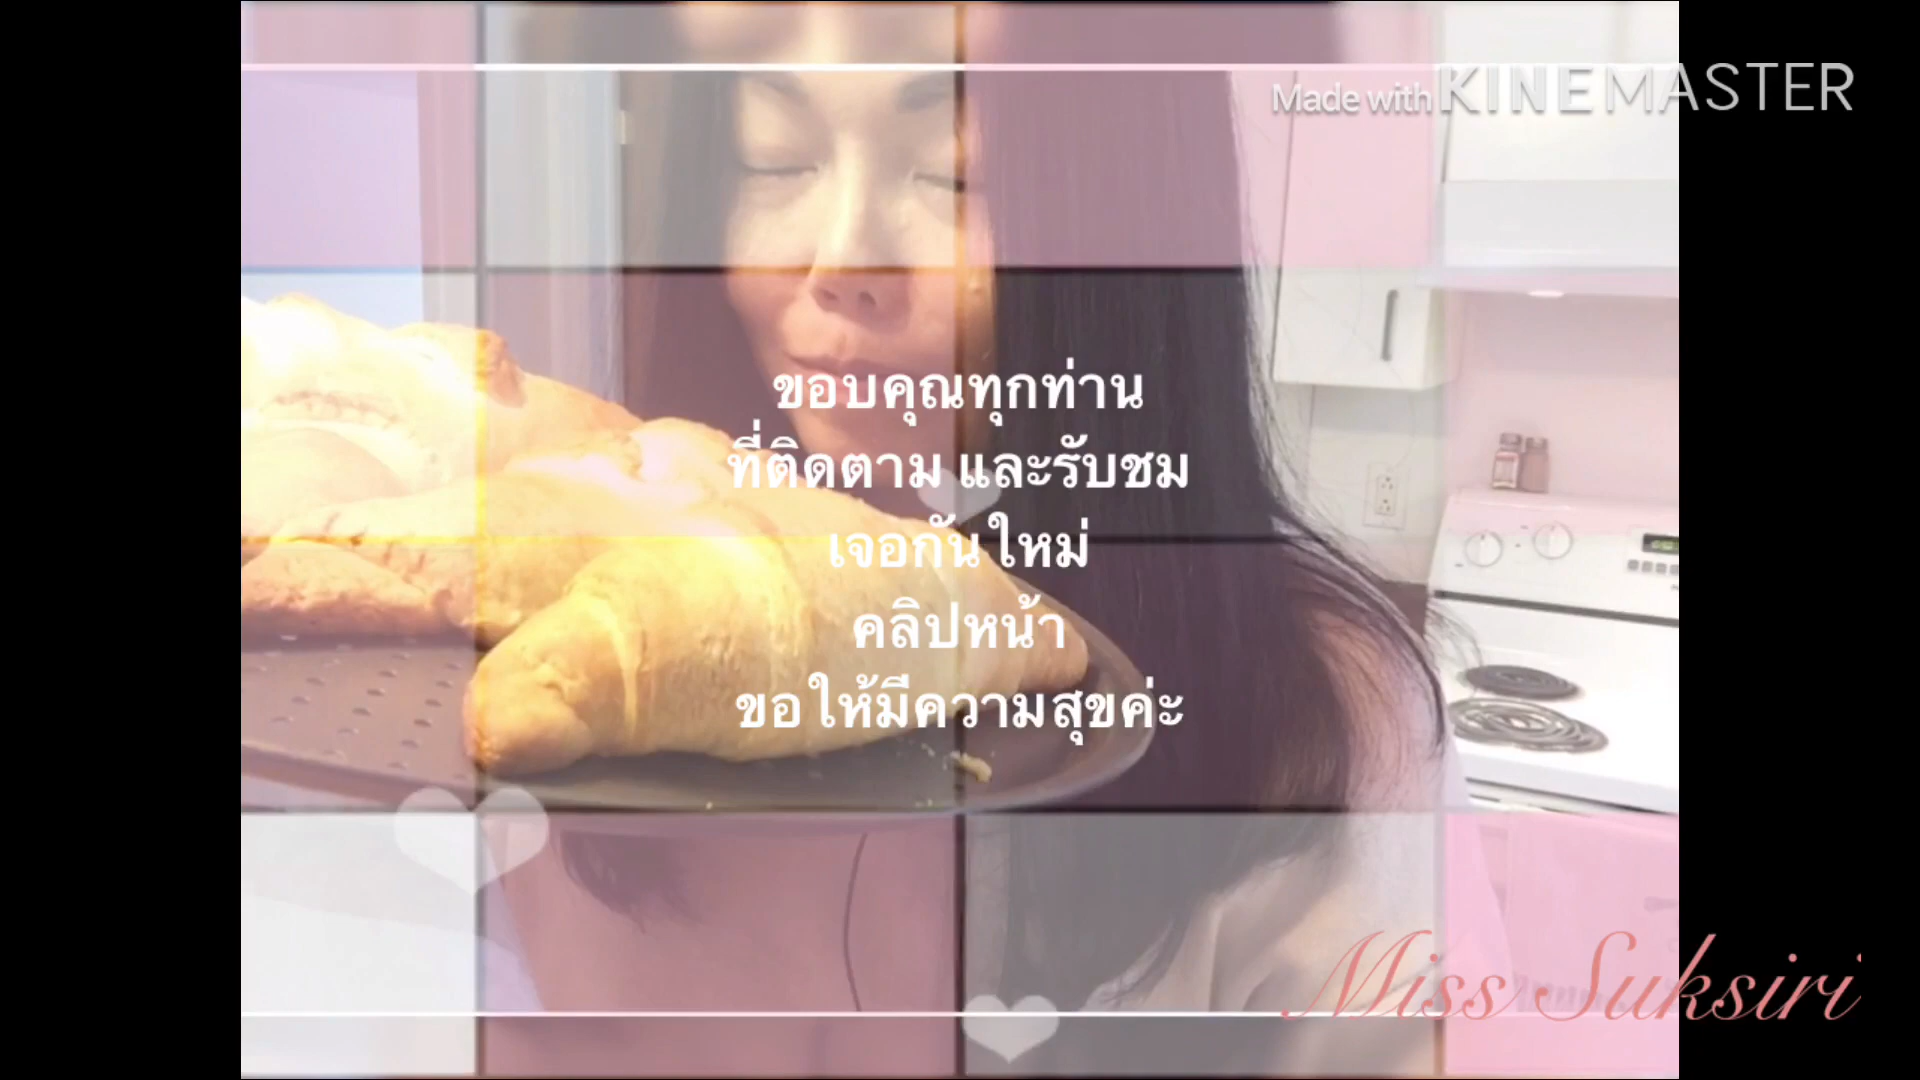 Made with KINEMASTER
ขอบคุณทุกท่าน
ที่ติดตาม และรับชม
เจอกันใหม่
คลิปหน้า
ขอให้มีความสุขค่ะ
Miss Suksiri